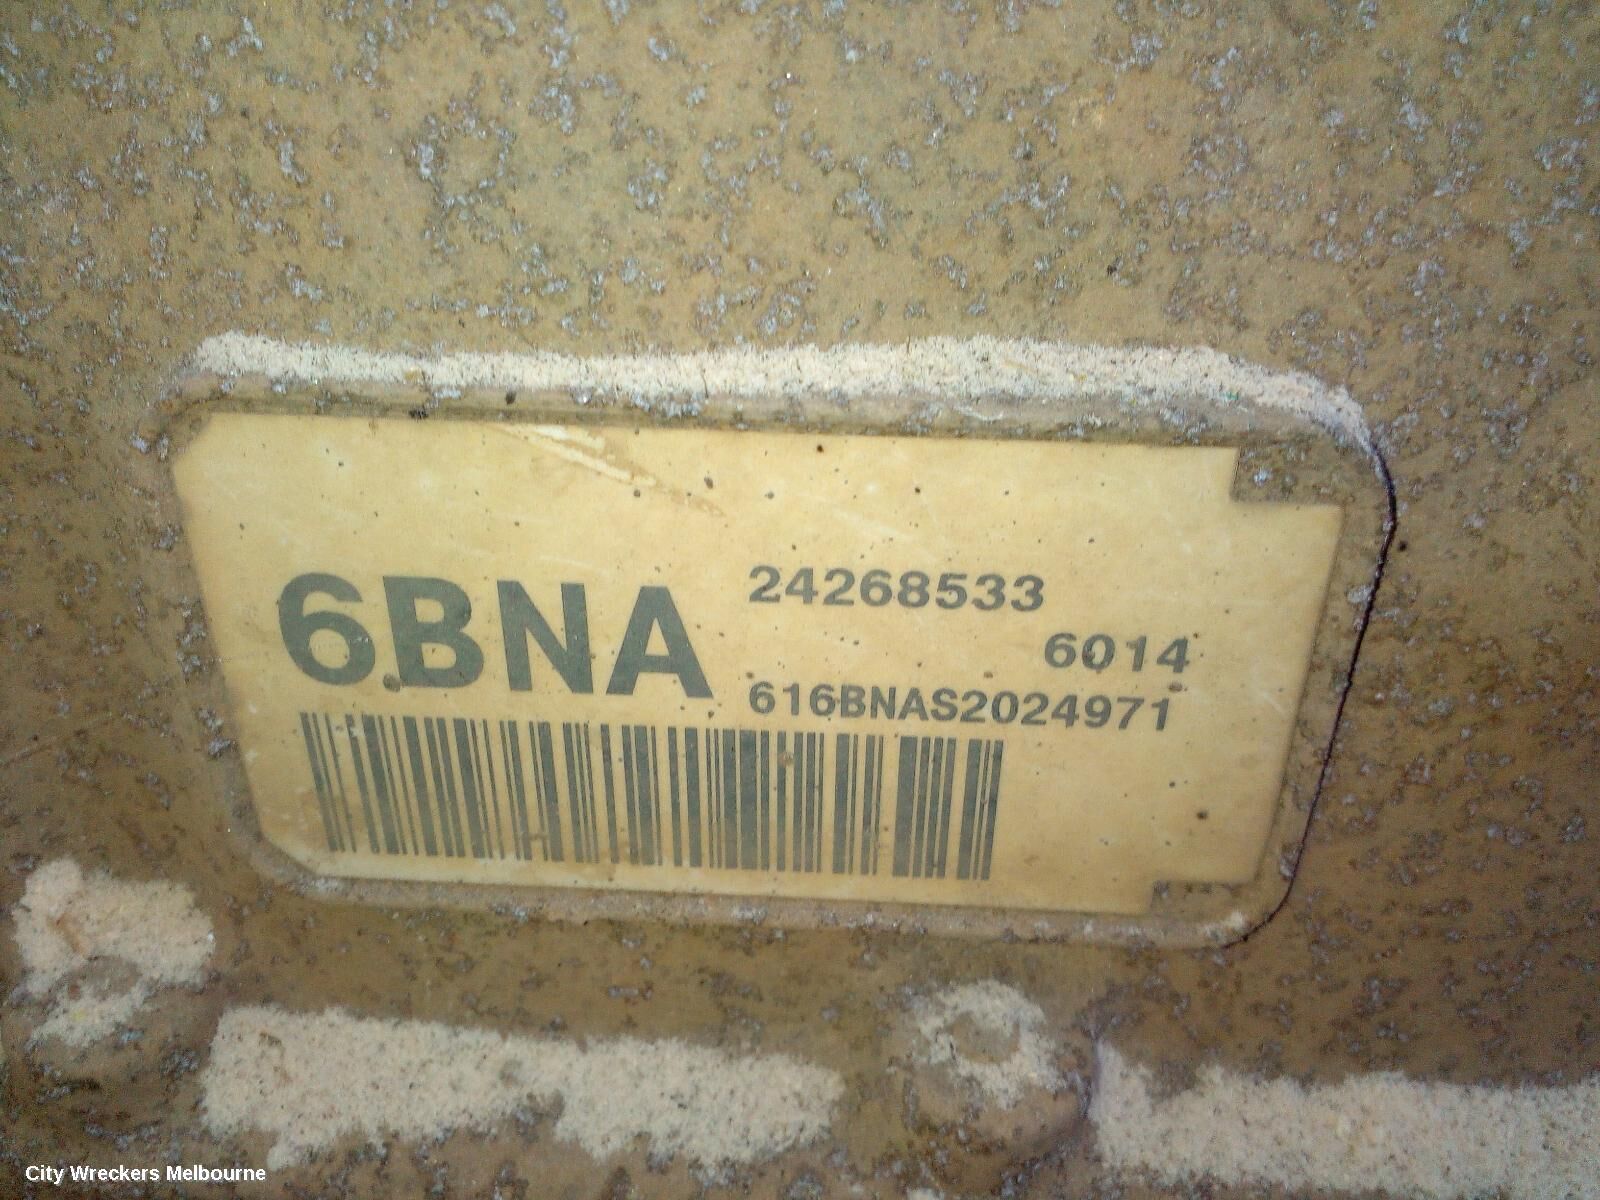 6BNA
24268533
6014
616BNAS2024971
City Wreckers Melbourne